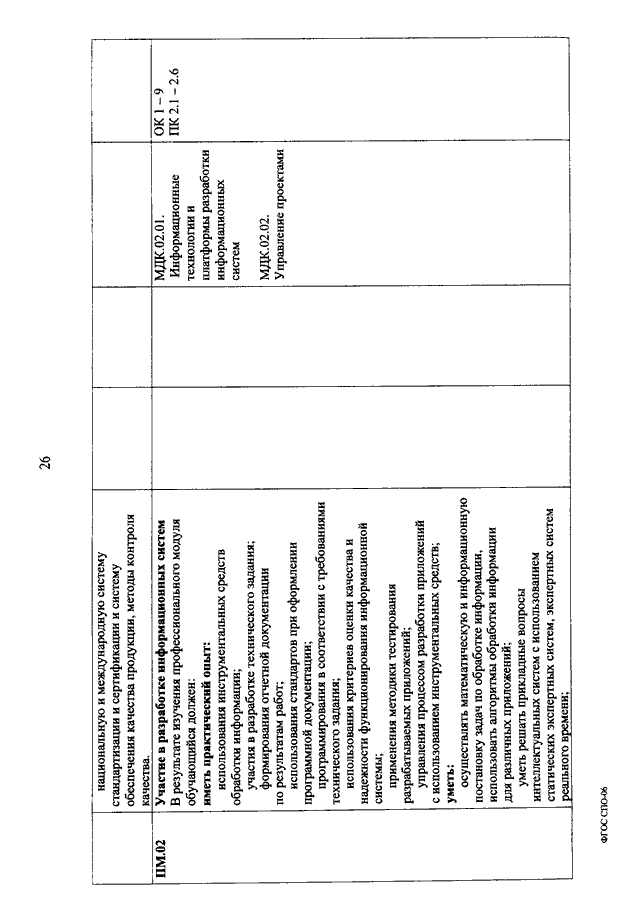 26
национальную и международную систему
стандартизации и сертификации и систему
обеспечения качества продукции, методы контроля
качества.
ПМ.02
Участие в разработке информационных систем
В результате изучения профессионального модуля
обучающийся должен:
иметь практический опыт:
использования инструментальных средств
обработки информации;
участия в разработке технического задания;
формирования отчетной документации
по результатам работ;
использования стандартов при оформлении
программной документации;
программирования в соответствии с требованиями
технического задания;
использования критериев оценки качества и
надежности функционирования информационной
системы;
применения методики тестирования
разрабатываемых приложений;
управления процессом разработки приложений
с использованием инструментальных средств;
уметь:
осуществлять математическую и информационную
постановку задач по обработке информации,
использовать алгоритмы обработки информации
для различных приложений;
уметь решать прикладные вопросы
интеллектуальных систем с использованием
статических экспертных систем, экспертных систем
реального времени;
МДК.02.01.
Информационные
технологии и
платформы разработки
информационных
систем
МДК.02.02.
Управление проектами
ОК 1 – 9
ПК 2.1 – 2.6
ФГОС СПО-06